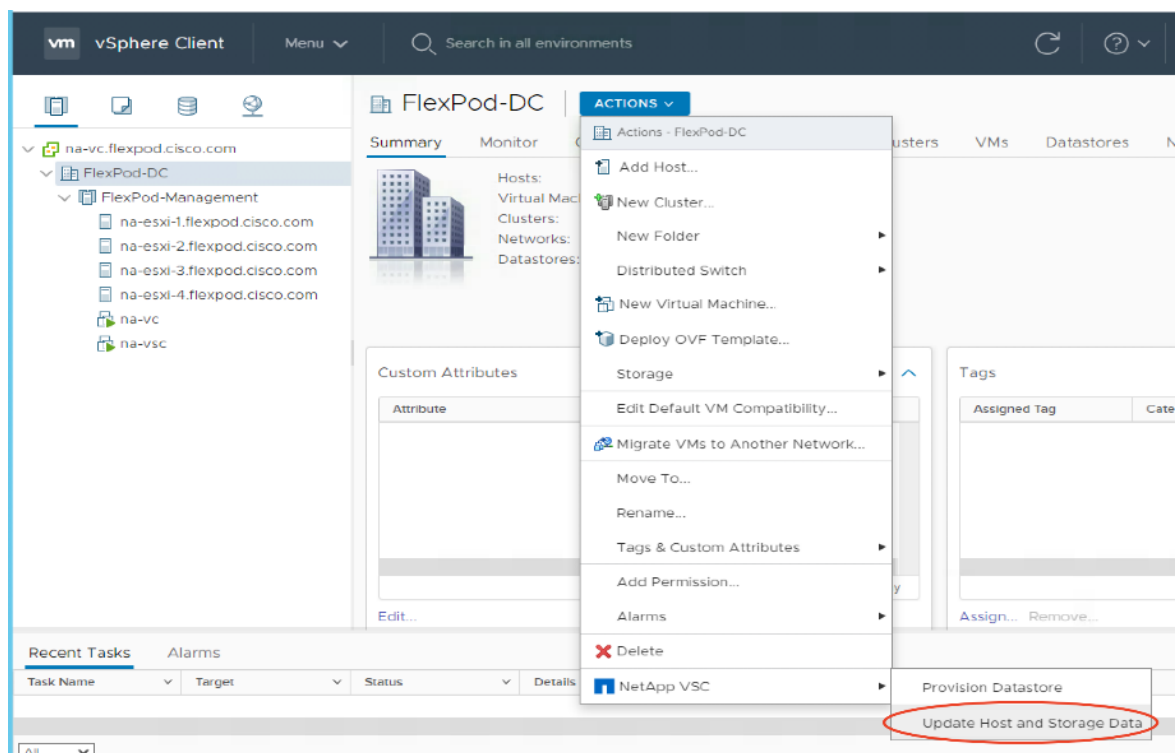 vm vSphere Client Menu Search in all environments
FlexPod-DC ACTIONS
na-vc.flexpod.cisco.com
FlexPod-DC
FlexPod-Management
na-esxi-1.flexpod.cisco.com
na-esxi-2.flexpod.cisco.com
na-esxi-3.flexpod.cisco.com
na-esxi-4.flexpod.cisco.com
na-vc
na-vsc
Summary Monitor VMs Datastores
Hosts:
Clusters:
Networks:
Datastores:
Actions - FlexPod-DC
Add Host...
New Cluster...
New Folder
Distributed Switch
New Virtual Machine...
Deploy OVF Template...
Storage
Edit Default VM Compatibility...
Migrate VMs to Another Network...
Move To...
Rename...
Tags & Custom Attributes
Add Permission...
Alarms
Delete
NetApp VSC
Provision Datastore
Update Host and Storage Data
Custom Attributes
Attribute
Edit...
Tags
Assigned Tag
Assign... Remove...
Recent Tasks Alarms
Task Name Target Status Details
All